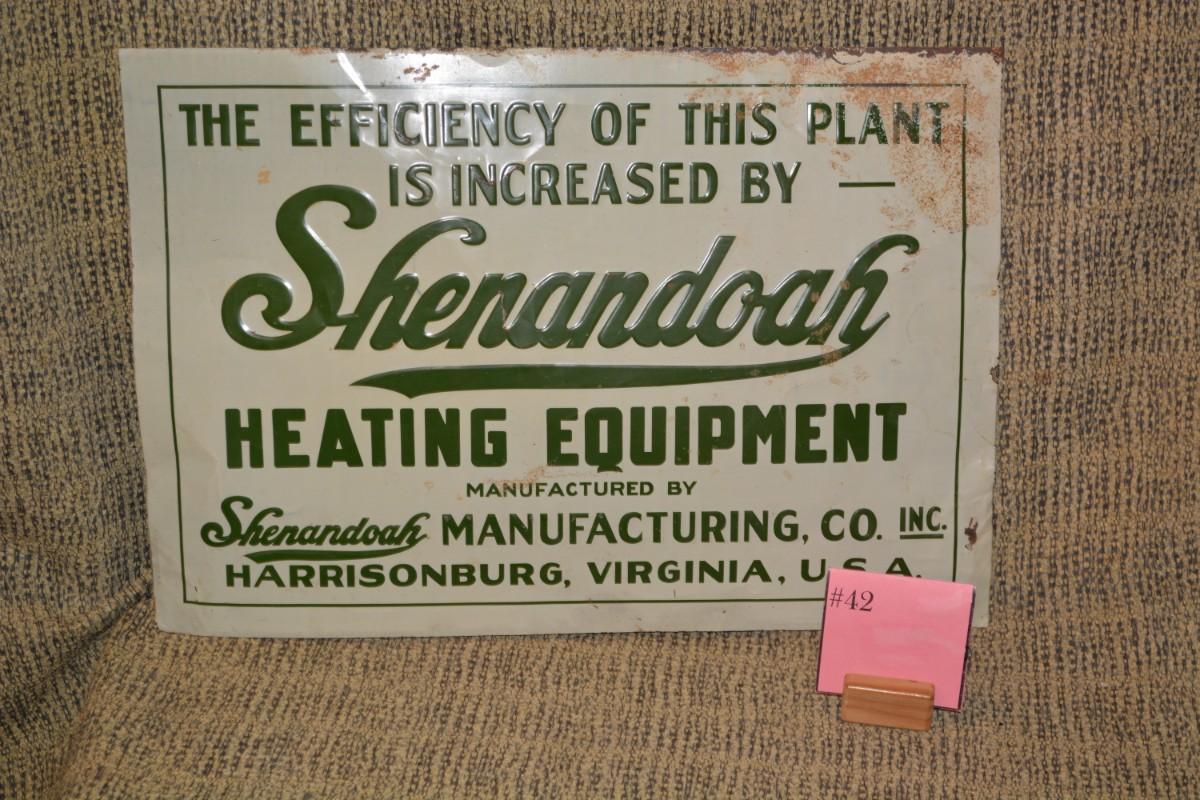 THE EFFICIENCY OF THIS PLANT
IS INCREASED BY —
Shenandoah
HEATING EQUIPMENT
MANUFACTURED BY
Shenandoah MANUFACTURING, CO. INC.
HARRISONBURG, VIRGINIA, U.S.A.
#42